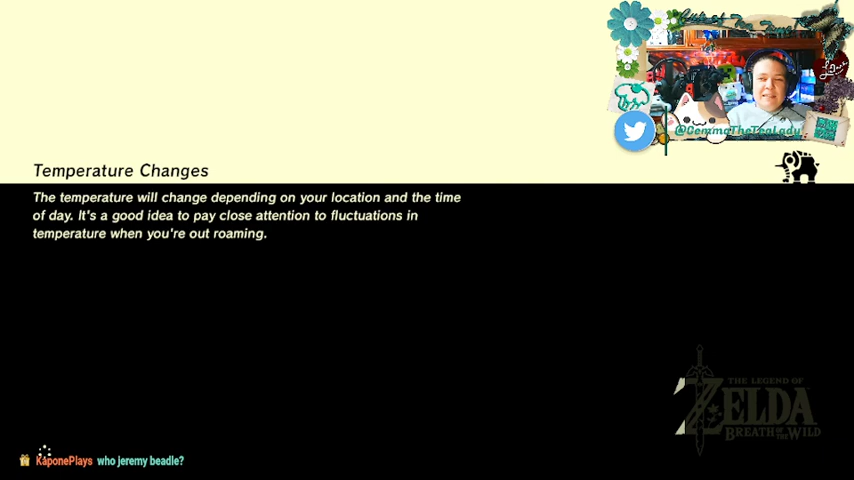 @GemmaTheTeaLady
Temperature Changes
The temperature will change depending on your location and the time
of day. It's a good idea to pay close attention to fluctuations in
temperature when you're out roaming.
THE LEGEND OF
ZELDA
BREATH OF THE WILD
KaponePlays who jeremy beadle?